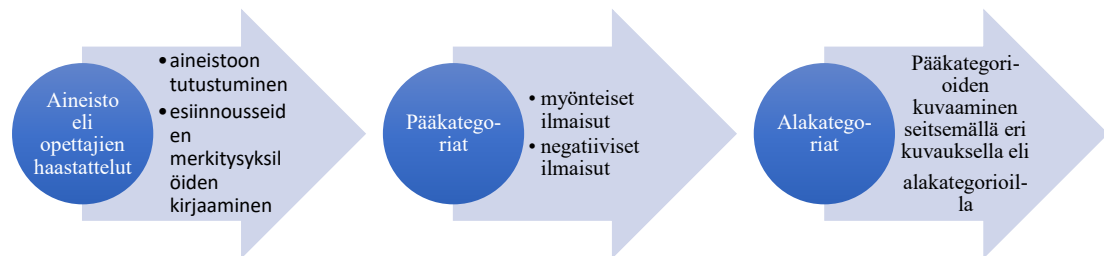 Aineisto
eli
opettajien
haastattelut
•aineistoon
tutustuminen
•esiinnousseid
en
merkitysyksil
öiden
kirjaaminen
Pääkatego-
riat
• myönteiset
ilmaisut
• negatiiviset
ilmaisut
Alakatego-
riat
Pääkategori-
oiden
kuvaaminen
seitsemällä eri
kuvauksella eli
alakategorioil-
la